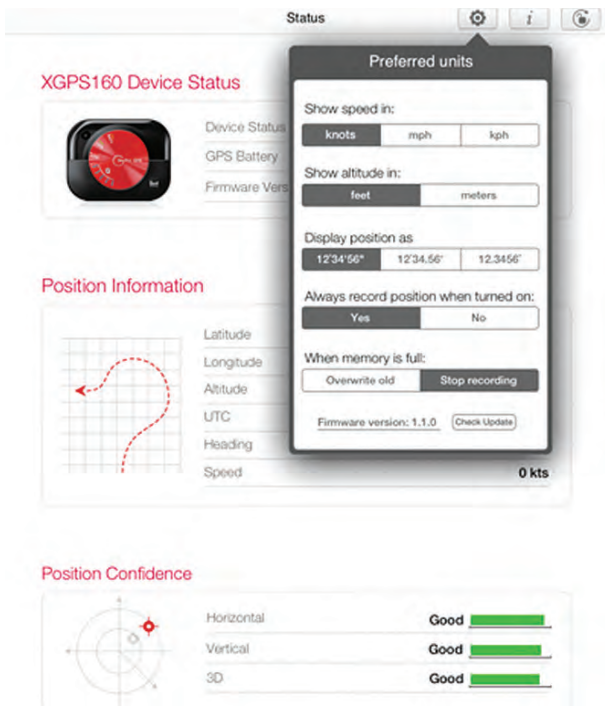 Status
i
Preferred units
XGPS160 Device Status
Show speed in:
Device Status
knots mph kph
GPS Battery
Show altitude in:
Firmware Vers
feet meters
Display position as
12°34'56" 12°34.56' 12.3456°
Position Information
Always record position when turned on:
Yes No
Latitude
When memory is full:
Longitude
Overwrite old Stop recording
Altitude
UTC
Firmware version: 1.1.0 Check Update
Heading
Speed 0 kts
Position Confidence
Horizontal Good
Vertical Good
3D Good